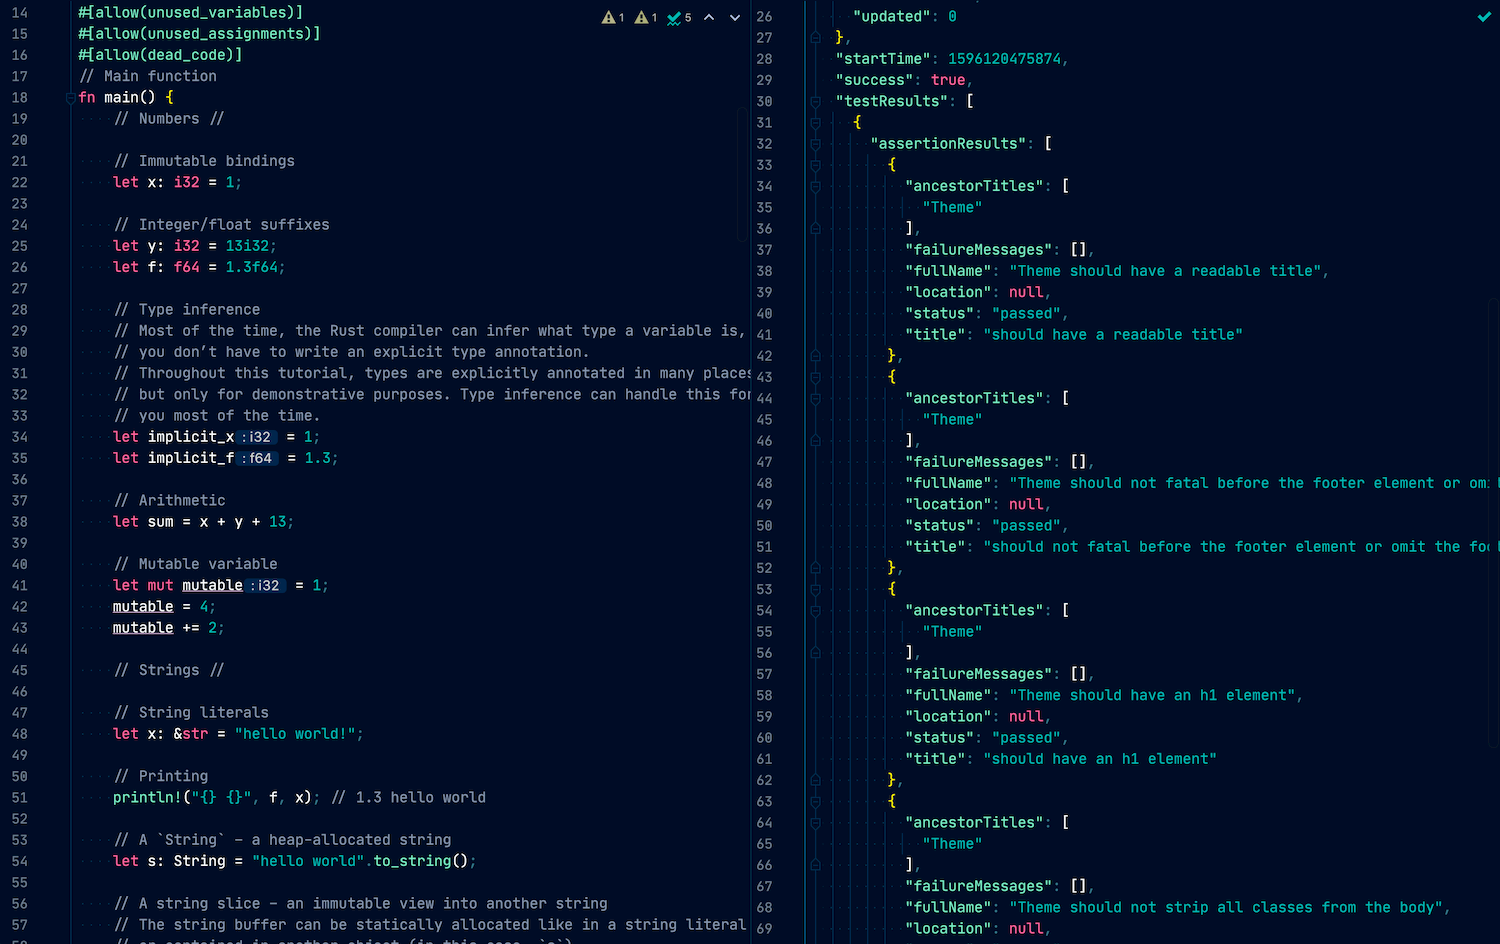 14 #[allow(unused_variables)]
15 #[allow(unused_assignments)]
16 #[allow(dead_code)]
17 // Main function
18 fn main() {
19 // Numbers //
20
21 // Immutable bindings
22 let x: i32 = 1;
23
24 // Integer/float suffixes
25 let y: i32 = 13i32;
26 let f: f64 = 1.3f64;
27
28 // Type inference
29 // Most of the time, the Rust compiler can infer what type a variable is,
30 // you don’t have to write an explicit type annotation.
31 // Throughout this tutorial, types are explicitly annotated in many places
32 // but only for demonstrative purposes. Type inference can handle this for
33 // you most of the time.
34 let implicit_x : i32 = 1;
35 let implicit_f : f64 = 1.3;
36
37 // Arithmetic
38 let sum = x + y + 13;
39
40 // Mutable variable
41 let mut mutable : i32 = 1;
42 mutable = 4;
43 mutable += 2;
44
45 // Strings //
46
47 // String literals
48 let x: &str = "hello world!";
49
50 // Printing
51 println!("{} {}", f, x); // 1.3 hello world
52
53 // A `String` – a heap-allocated string
54 let s: String = "hello world".to_string();
55
56 // A string slice – an immutable view into another string
57 // The string buffer can be statically allocated like in a string literal
58 // or contained in another object (in this case, `s`)
1 1 5
26 "updated": 0
27 },
28 "startTime": 1596120475874,
29 "success": true,
30 "testResults": [
31 {
32 "assertionResults": [
33 {
34 "ancestorTitles": [
35 "Theme"
36 ],
37 "failureMessages": [],
38 "fullName": "Theme should have a readable title",
39 "location": null,
40 "status": "passed",
41 "title": "should have a readable title"
42 },
43 {
44 "ancestorTitles": [
45 "Theme"
46 ],
47 "failureMessages": [],
48 "fullName": "Theme should not fatal before the footer element or omit
49 "location": null,
50 "status": "passed",
51 "title": "should not fatal before the footer element or omit the foo
52 },
53 {
54 "ancestorTitles": [
55 "Theme"
56 ],
57 "failureMessages": [],
58 "fullName": "Theme should have an h1 element",
59 "location": null,
60 "status": "passed",
61 "title": "should have an h1 element"
62 },
63 {
64 "ancestorTitles": [
65 "Theme"
66 ],
67 "failureMessages": [],
68 "fullName": "Theme should not strip all classes from the body",
69 "location": null,